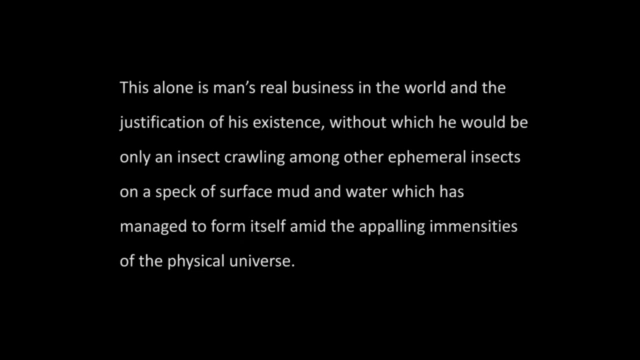 This alone is man’s real business in the world and the
justification of his existence, without which he would be
only an insect crawling among other ephemeral insects
on a speck of surface mud and water which has
managed to form itself amid the appalling immensities
of the physical universe.